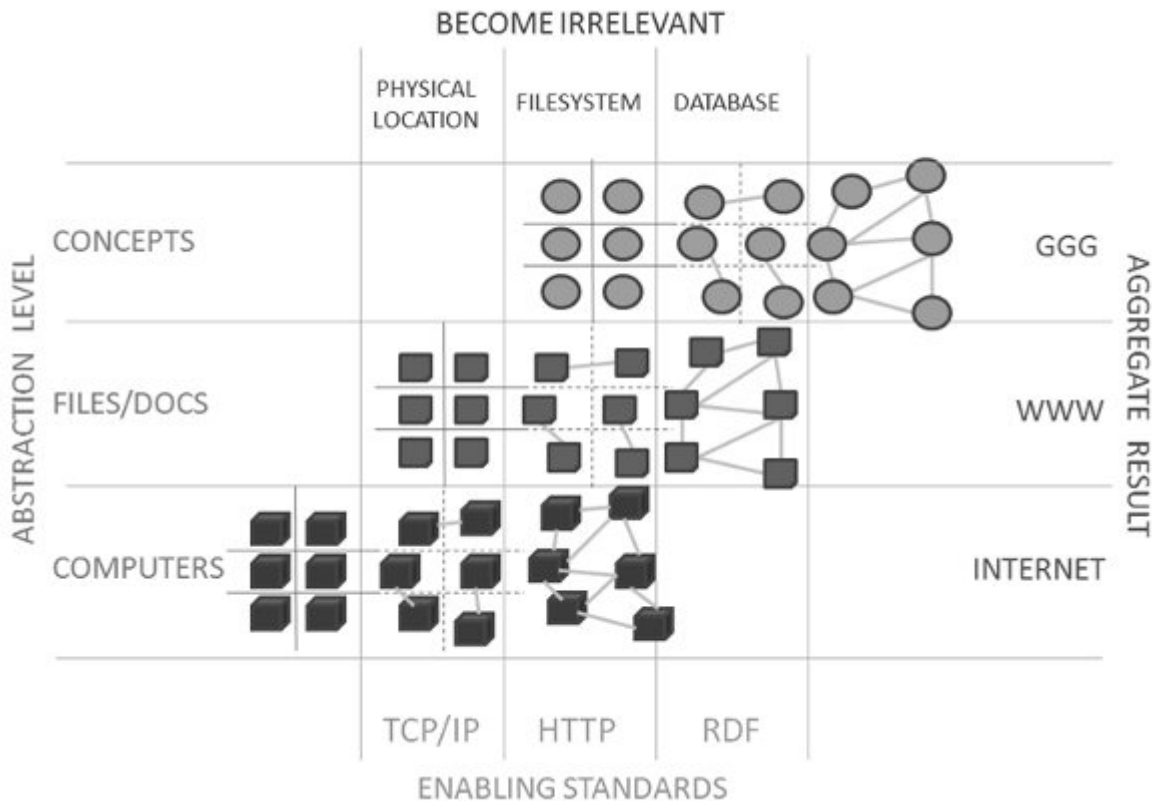 BECOME IRRELEVANT
PHYSICAL
LOCATION
FILESYSTEM
DATABASE
CONCEPTS
GGG
FILES/DOCS
WWW
COMPUTERS
INTERNET
ABSTRACTION LEVEL
AGGREGATE RESULT
TCP/IP
HTTP
RDF
ENABLING STANDARDS